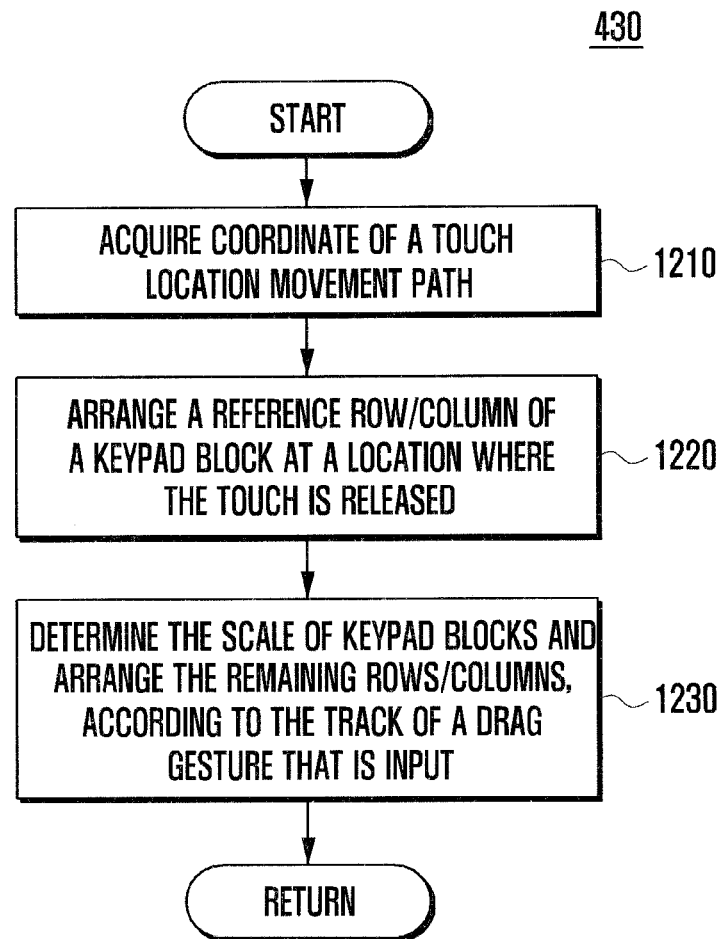 430
START
ACQUIRE COORDINATE OF A TOUCH
LOCATION MOVEMENT PATH
1210
ARRANGE A REFERENCE ROW/COLUMN OF
A KEYPAD BLOCK AT A LOCATION WHERE
THE TOUCH IS RELEASED
1220
DETERMINE THE SCALE OF KEYPAD BLOCKS AND
ARRANGE THE REMAINING ROWS/COLUMNS,
ACCORDING TO THE TRACK OF A DRAG
GESTURE THAT IS INPUT
1230
RETURN